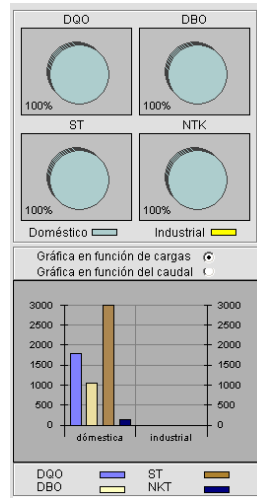 DQO DBO
100% 100%
ST NTK
100% 100%
Doméstico Industrial
Gráfica en función de cargas
Gráfica en función del caudal
3000 3000
2500 2500
2000 2000
1500 1500
1000 1000
500 500
0 0
dómestica industrial
DQO ST
DBO NKT